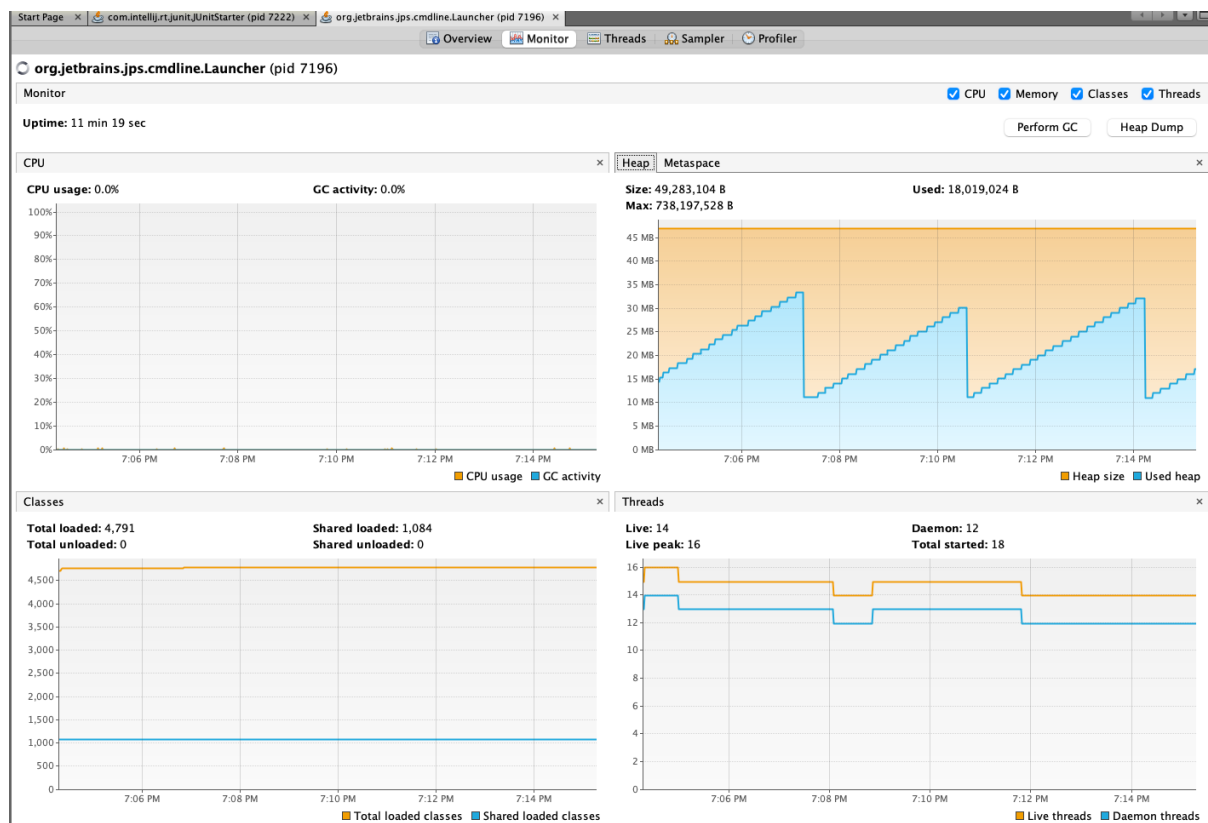 Start Page × com.intellij.rt.junit.JUnitStarter (pid 7222) × org.jetbrains.jps.cmdline.Launcher (pid 7196) ×
Overview Monitor Threads Sampler Profiler
org.jetbrains.jps.cmdline.Launcher (pid 7196)
Monitor CPU Memory Classes Threads
Uptime: 11 min 19 sec Perform GC Heap Dump
CPU ×
CPU usage: 0.0% GC activity: 0.0%
100%
90%
80%
70%
60%
50%
40%
30%
20%
10%
0%
7:06 PM 7:08 PM 7:10 PM 7:12 PM 7:14 PM
CPU usage GC activity
Heap Metaspace ×
Size: 49,283,104 B Used: 18,019,024 B
Max: 738,197,528 B
45 MB
40 MB
35 MB
30 MB
25 MB
20 MB
15 MB
10 MB
5 MB
0 MB
7:06 PM 7:08 PM 7:10 PM 7:12 PM 7:14 PM
Heap size Used heap
Classes ×
Total loaded: 4,791 Shared loaded: 1,084
Total unloaded: 0 Shared unloaded: 0
4,500
4,000
3,500
3,000
2,500
2,000
1,500
1,000
500
0
7:06 PM 7:08 PM 7:10 PM 7:12 PM 7:14 PM
Total loaded classes Shared loaded classes
Threads ×
Live: 14 Daemon: 12
Live peak: 16 Total started: 18
16
14
12
10
8
6
4
2
0
7:06 PM 7:08 PM 7:10 PM 7:12 PM 7:14 PM
Live threads Daemon threads